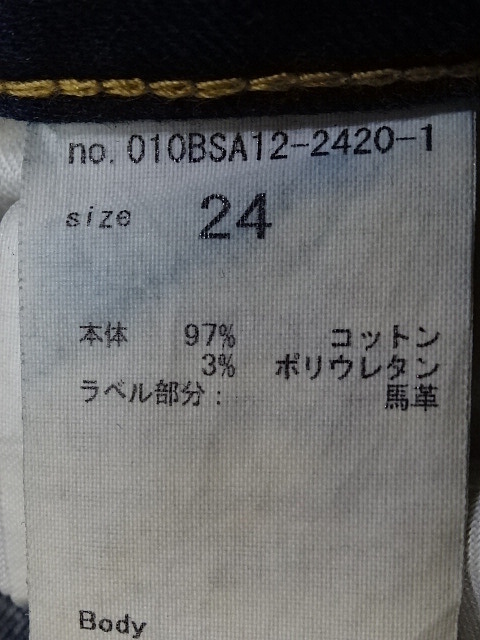 no. 010BSA12-2420-1
size 24
本体 97% コットン
3% ポリウレタン
ラベル部分: 馬革
Body